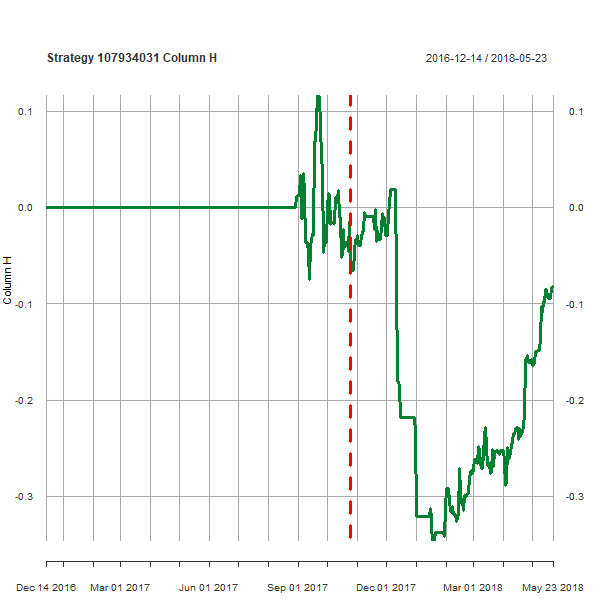 Strategy 107934031 Column H
2016-12-14 / 2018-05-23
0.1 0.1
0.0 0.0
-0.1 -0.1
-0.2 -0.2
-0.3 -0.3
Column H
Dec 14 2016 Mar 01 2017 Jun 01 2017 Sep 01 2017 Dec 01 2017 Mar 01 2018 May 23 2018